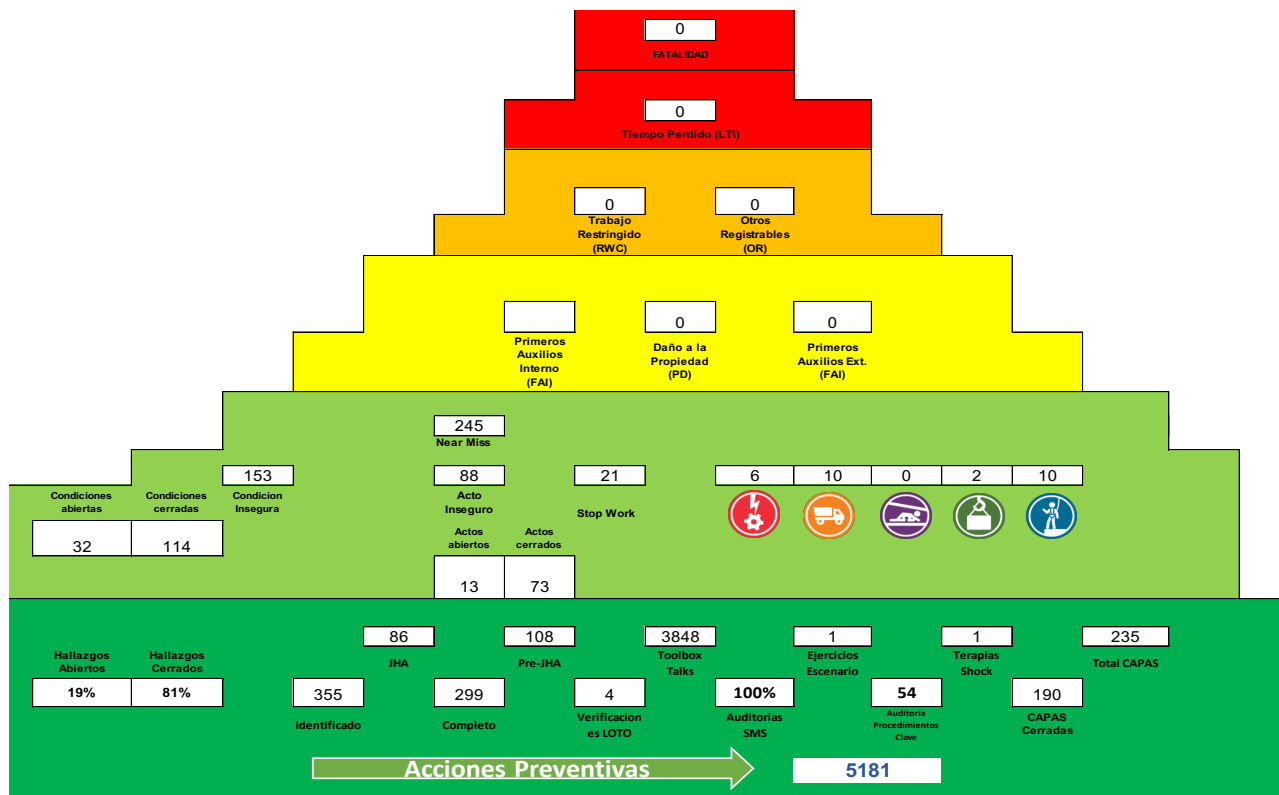 0
FATALIDAD
0
Tiempo Perdido (LTI)
0
0
Trabajo
Restringido
(RWC)
Otros
Registrables
(OR)
0
0
Primeros
Auxilios
Interno
(FAI)
Daño a la
Propiedad
(PD)
Primeros
Auxilios Ext.
(FAI)
245
Near Miss
153
88
21
6
10
0
2
10
Condiciones
abiertas
Condiciones
cerradas
Condicion
Insegura
Acto
Inseguro
Stop Work
32
114
Actos
abiertos
Actos
cerrados
13
73
86
108
3848
1
1
235
Hallazgos
Abiertos
Hallazgos
Cerrados
JHA
Pre-JHA
Toolbox
Talks
Ejercicios
Escenario
Terapias
Shock
Total CAPAS
19%
81%
355
299
4
100%
54
190
Identificado
Completo
Verificacion
es LOTO
Auditorias
SMS
Auditoría
Procedimientos
Clave
CAPAS
Cerradas
Acciones Preventivas
5181